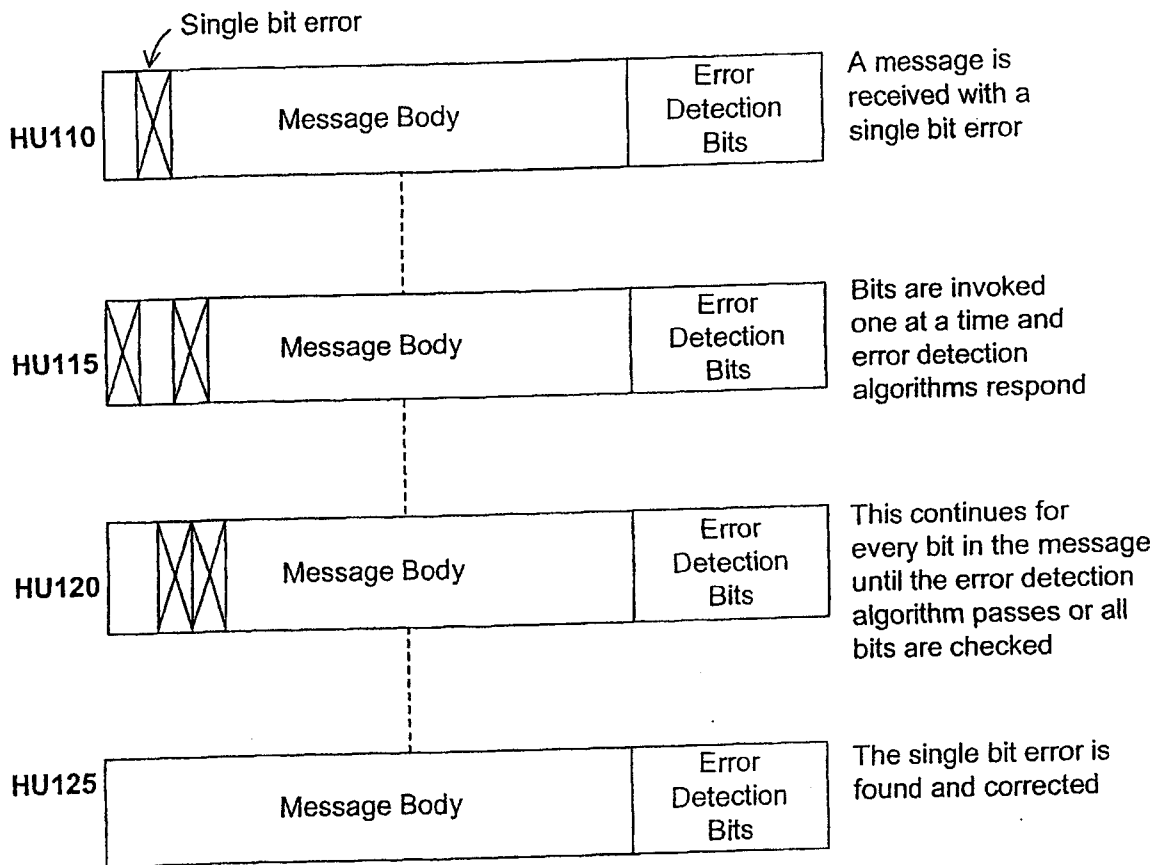 Single bit error
HU110
Message Body
Error
Detection
Bits
A message is
received with a
single bit error
HU115
Message Body
Error
Detection
Bits
Bits are invoked
one at a time and
error detection
algorithms respond
HU120
Message Body
Error
Detection
Bits
This continues for
every bit in the message
until the error detection
algorithm passes or all
bits are checked
HU125
Message Body
Error
Detection
Bits
The single bit error is
found and corrected